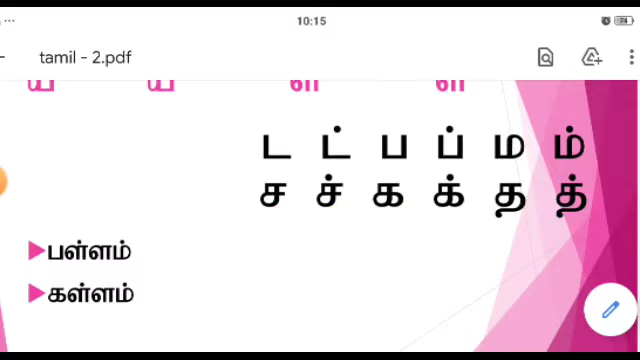 10:15
tamil - 2.pdf
ட ட் ப ப் ம ம்
ச ச் க க் த த்
பள்ளம்
கள்ளம்